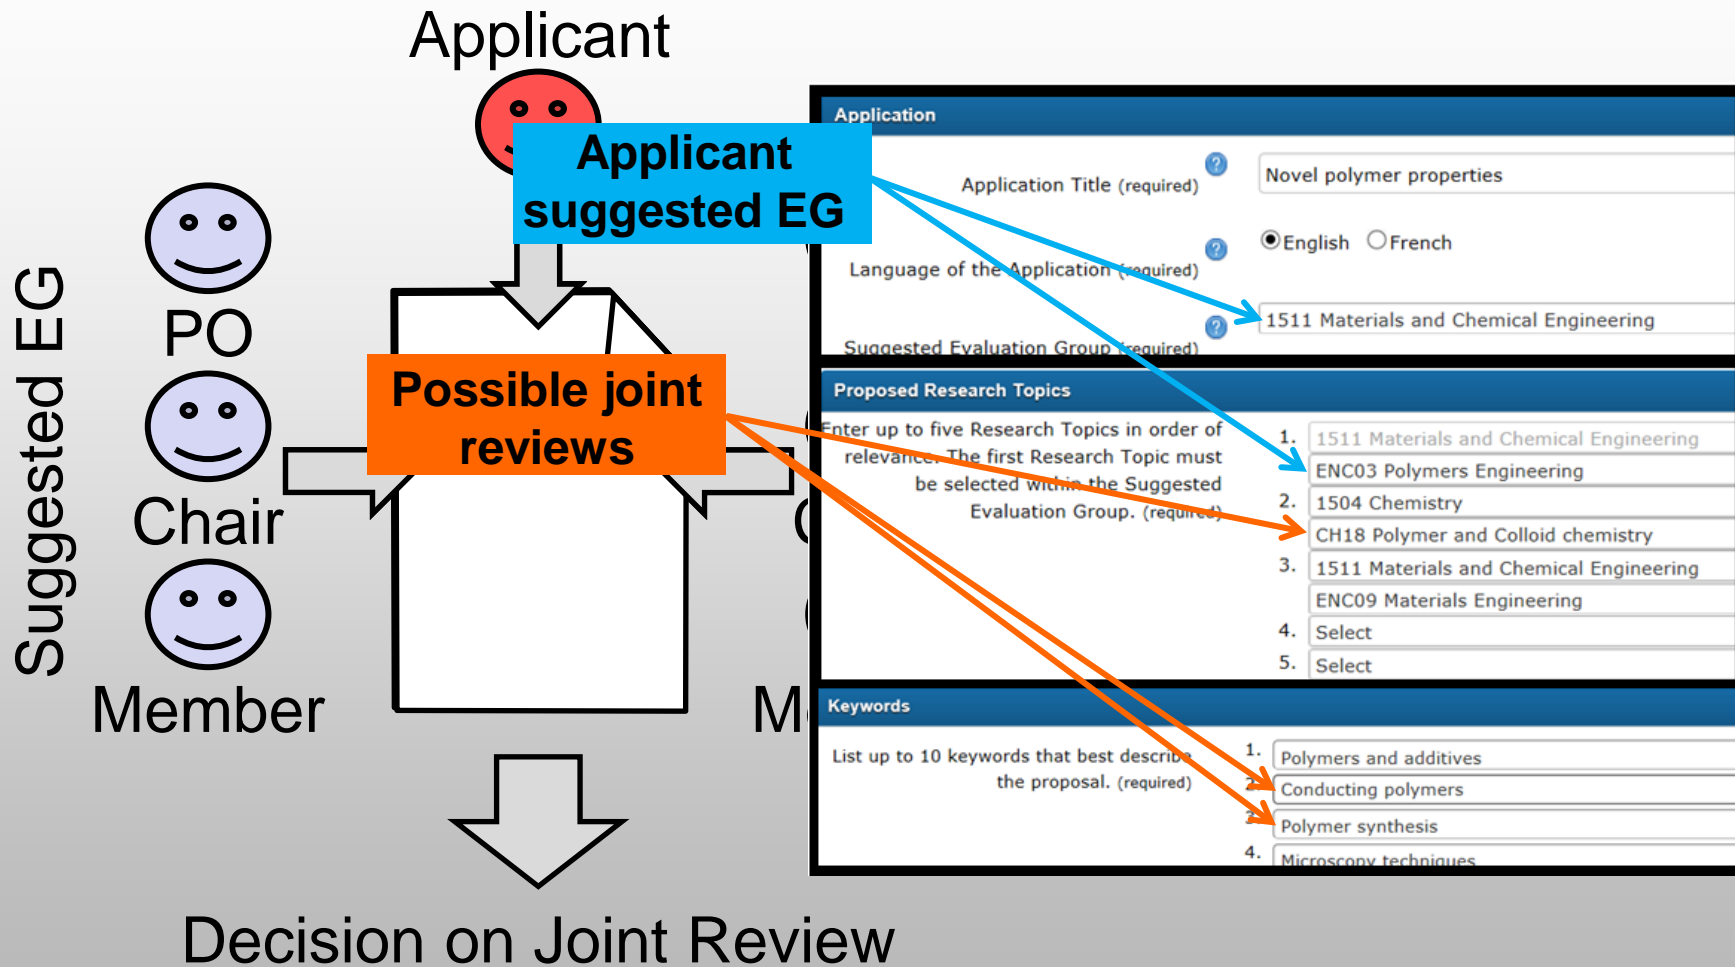 Applicant
Applicant
suggested EG
Suggested EG
PO
Chair
Member
Possible joint
reviews
Decision on Joint Review
Application
Application Title (required)
Novel polymer properties
Language of the Application (required)
English French
Suggested Evaluation Group (required)
1511 Materials and Chemical Engineering
Proposed Research Topics
Enter up to five Research Topics in order of
relevance. The first Research Topic must
be selected within the Suggested
Evaluation Group. (required)
1. 1511 Materials and Chemical Engineering
ENC03 Polymers Engineering
2. 1504 Chemistry
CH18 Polymer and Colloid chemistry
3. 1511 Materials and Chemical Engineering
ENC09 Materials Engineering
4. Select
5. Select
Keywords
List up to 10 keywords that best describe
the proposal. (required)
1. Polymers and additives
2. Conducting polymers
3. Polymer synthesis
4. Microscopy techniques